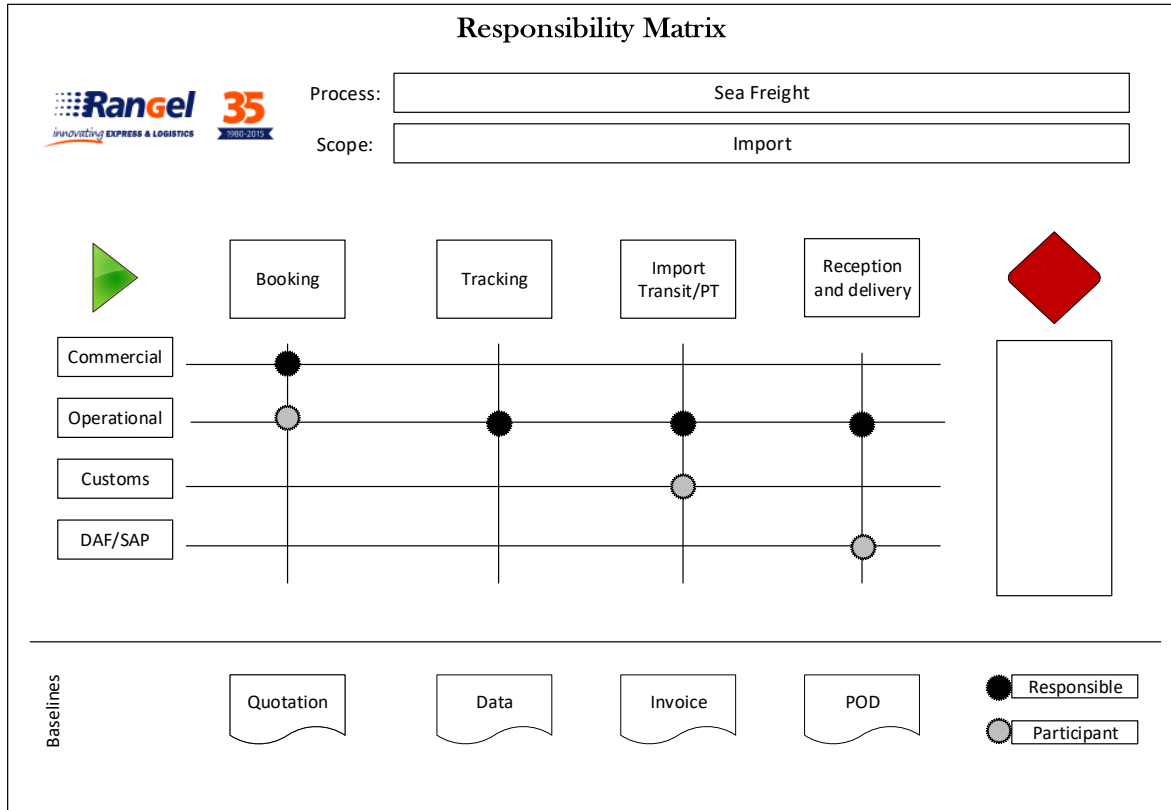 Responsibility Matrix
Rangel
innovating EXPRESS & LOGISTICS
35
1980-2015
Process:
Sea Freight
Scope:
Import
Booking
Tracking
Import
Transit/PT
Reception
and delivery
Commercial
Operational
Customs
DAF/SAP
Baselines
Quotation
Data
Invoice
POD
Responsible
Participant